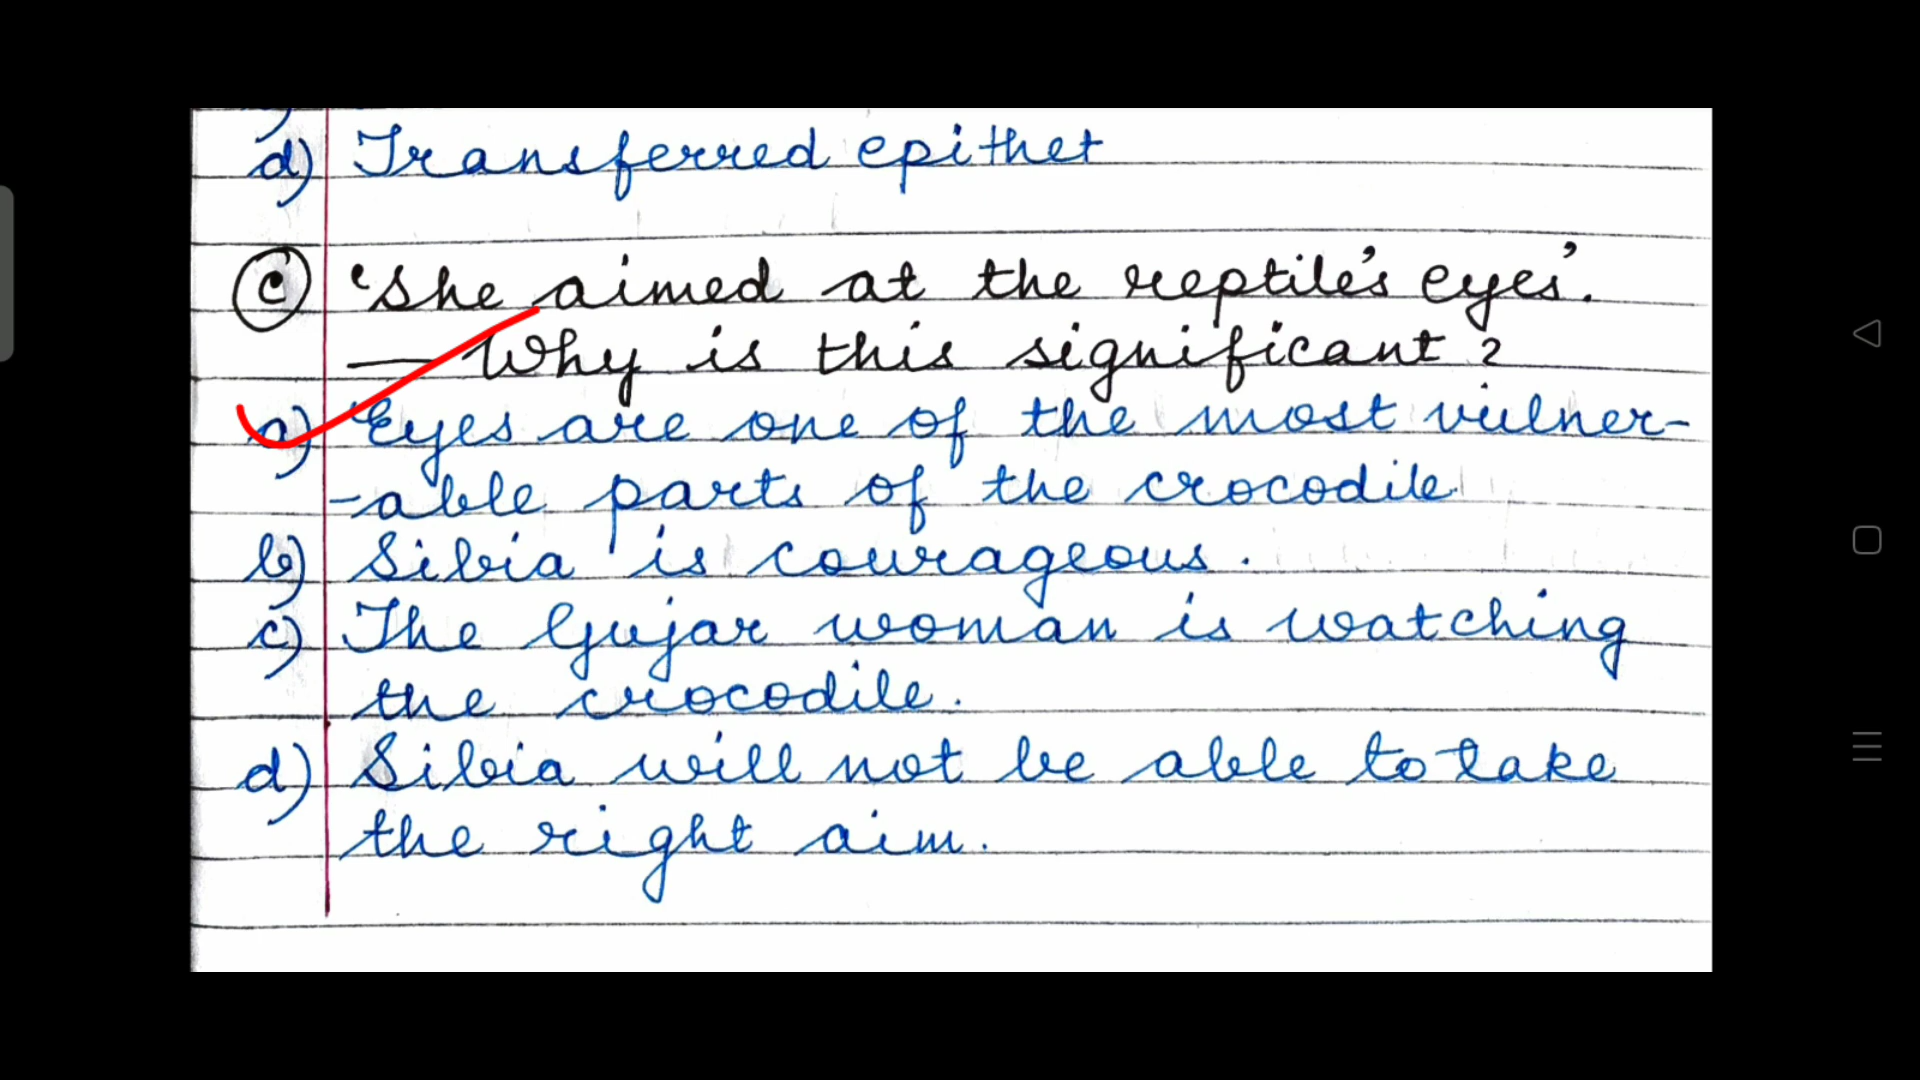 d) Transferred epithet
(c) 'She aimed at the reptile's eyes'.
— Why is this significant ?
a) Eyes are one of the most vulner-
-able parts of the crocodile
b) Sibia is courageous.
c) The Gujar woman is watching
the crocodile.
d) Sibia will not be able to take
the right aim.